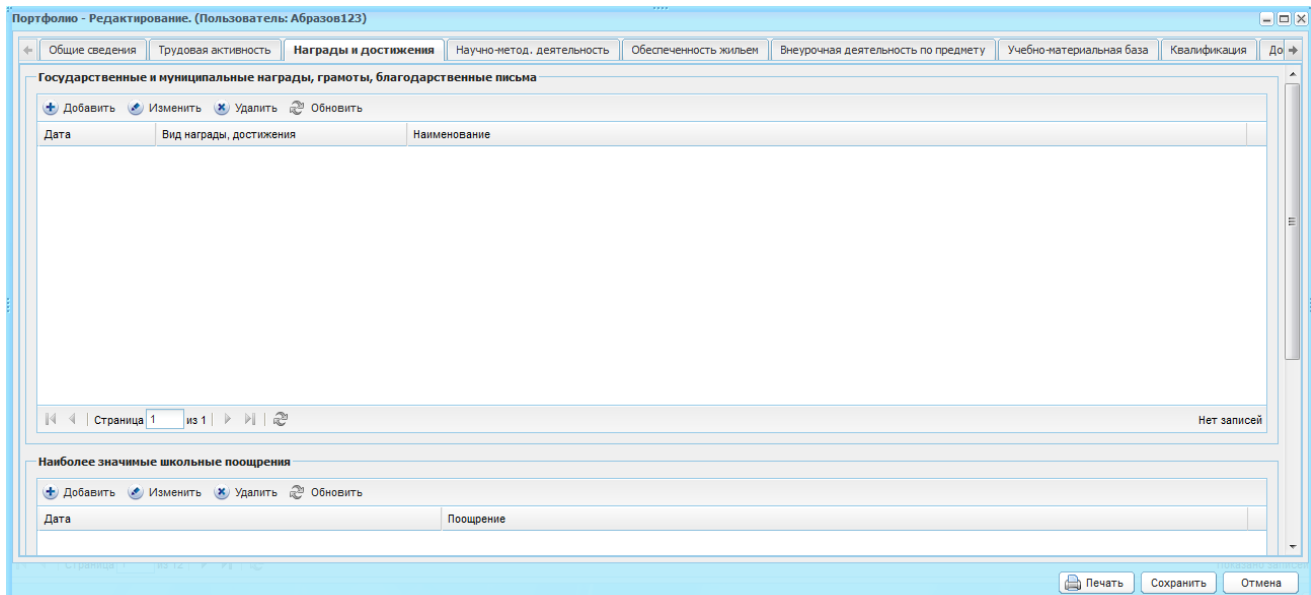 Портфолио - Редактирование. (Пользователь: Абразов123)
Общие сведения Трудовая активность Награды и достижения Научно-метод. деятельность Обеспеченность жильем Внеурочная деятельность по предмету Учебно-материальная база Квалификация До
Государственные и муниципальные награды, грамоты, благодарственные письма
Добавить Изменить Удалить Обновить
Дата Вид награды, достижения Наименование
Страница 1 из 1 Нет записей
Наиболее значимые школьные поощрения
Добавить Изменить Удалить Обновить
Дата Поощрение
Печать Сохранить Отмена